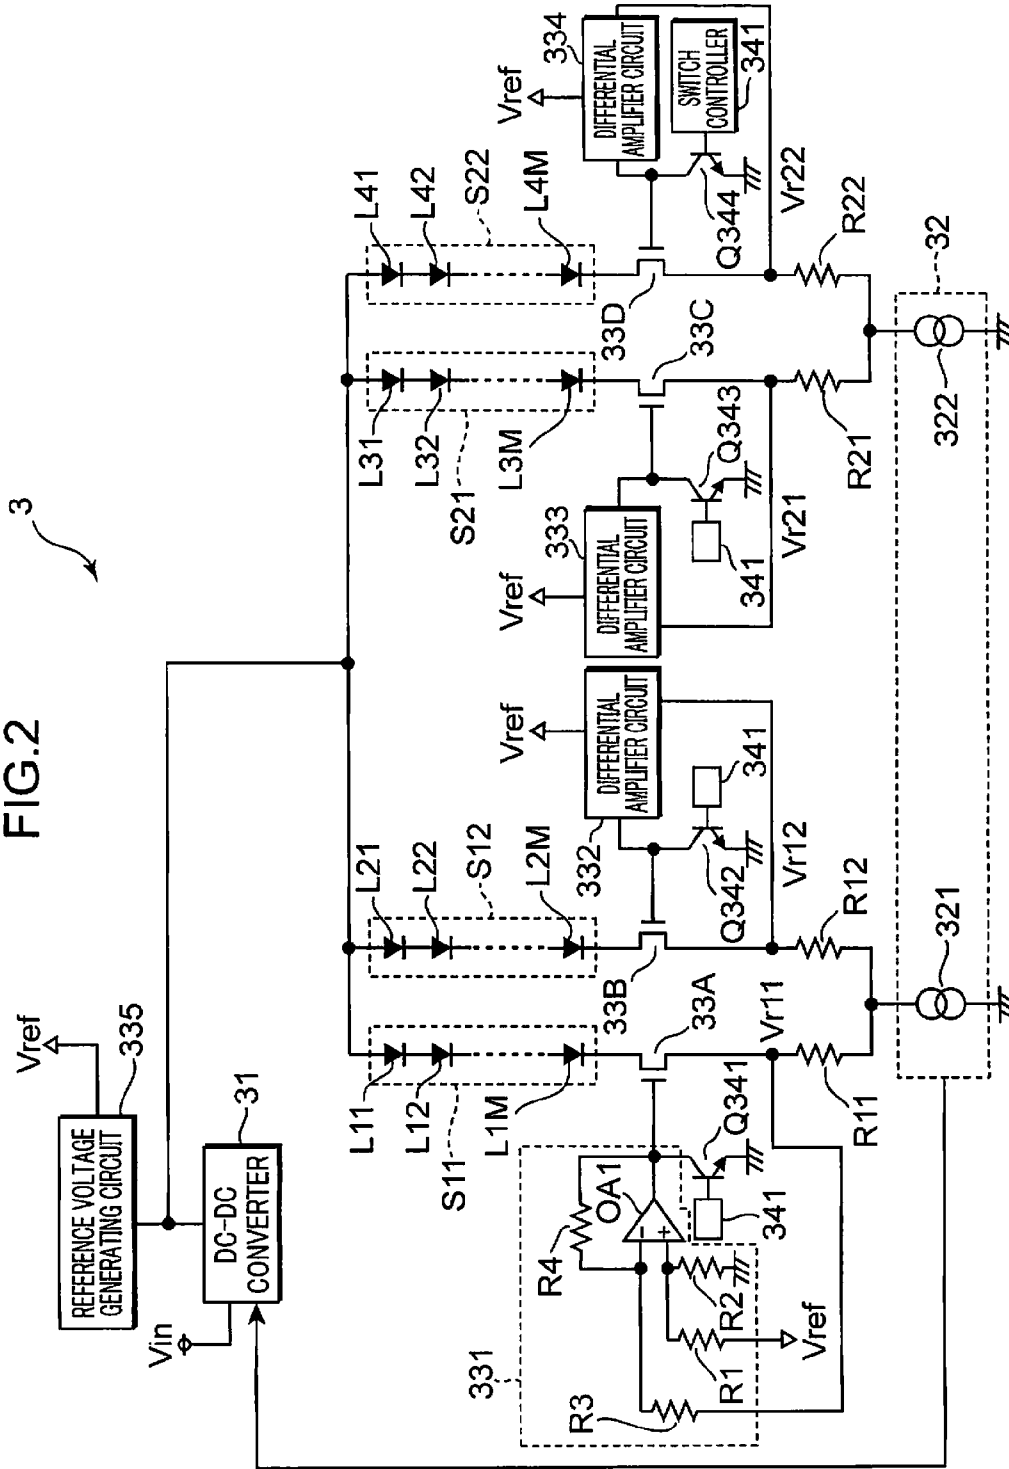 FIG.2
3
Vref
335
REFERENCE VOLTAGE
GENERATING CIRCUIT
Vin
31
DC-DC
CONVERTER
L11
L12
L1M
S11
L21
L22
L2M
S12
L31
L32
L3M
S21
L41
L42
L4M
S22
33A
33B
33C
33D
331
OA1
R4
R3
R1
R2
Vref
Q341
341
Vr11
R11
Vref
332
DIFFERENTIAL
AMPLIFIER CIRCUIT
Q342
341
Vr12
R12
Vref
333
DIFFERENTIAL
AMPLIFIER CIRCUIT
Q343
341
Vr21
R21
Vref
334
DIFFERENTIAL
AMPLIFIER CIRCUIT
SWITCH
CONTROLLER
341
Q344
Vr22
R22
32
321
322